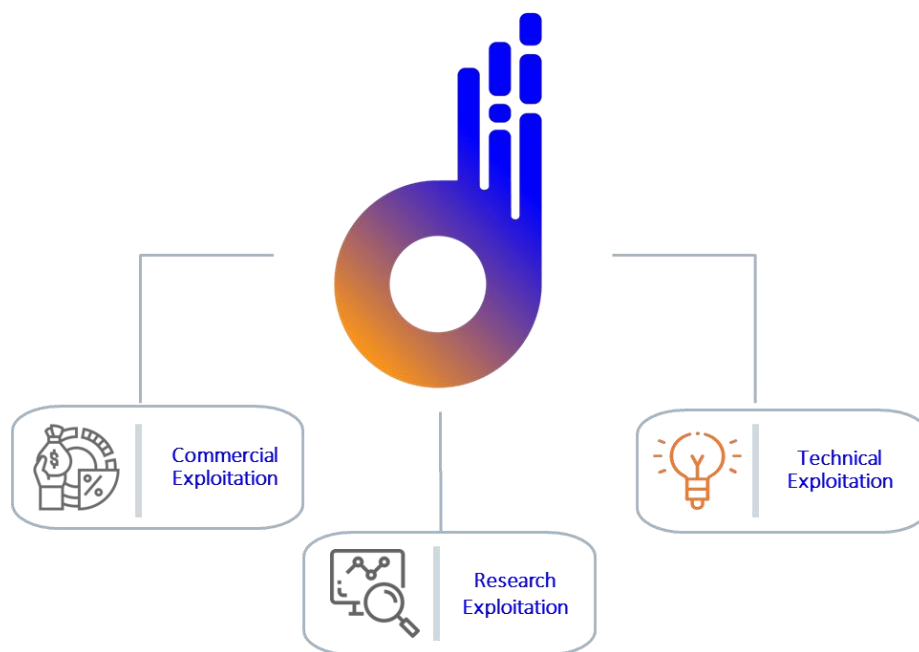 Commercial
Exploitation
Technical
Exploitation
Research
Exploitation